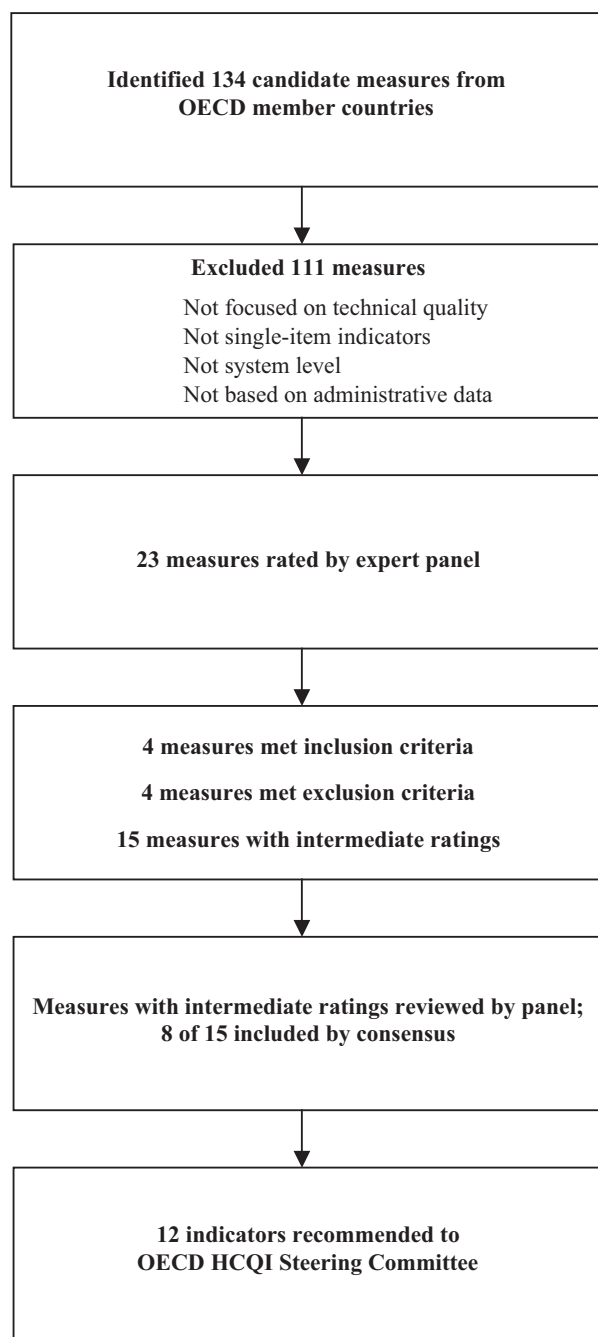 Identified 134 candidate measures from
OECD member countries
Excluded 111 measures
Not focused on technical quality
Not single-item indicators
Not system level
Not based on administrative data
23 measures rated by expert panel
4 measures met inclusion criteria
4 measures met exclusion criteria
15 measures with intermediate ratings
Measures with intermediate ratings reviewed by panel;
8 of 15 included by consensus
12 indicators recommended to
OECD HCQI Steering Committee